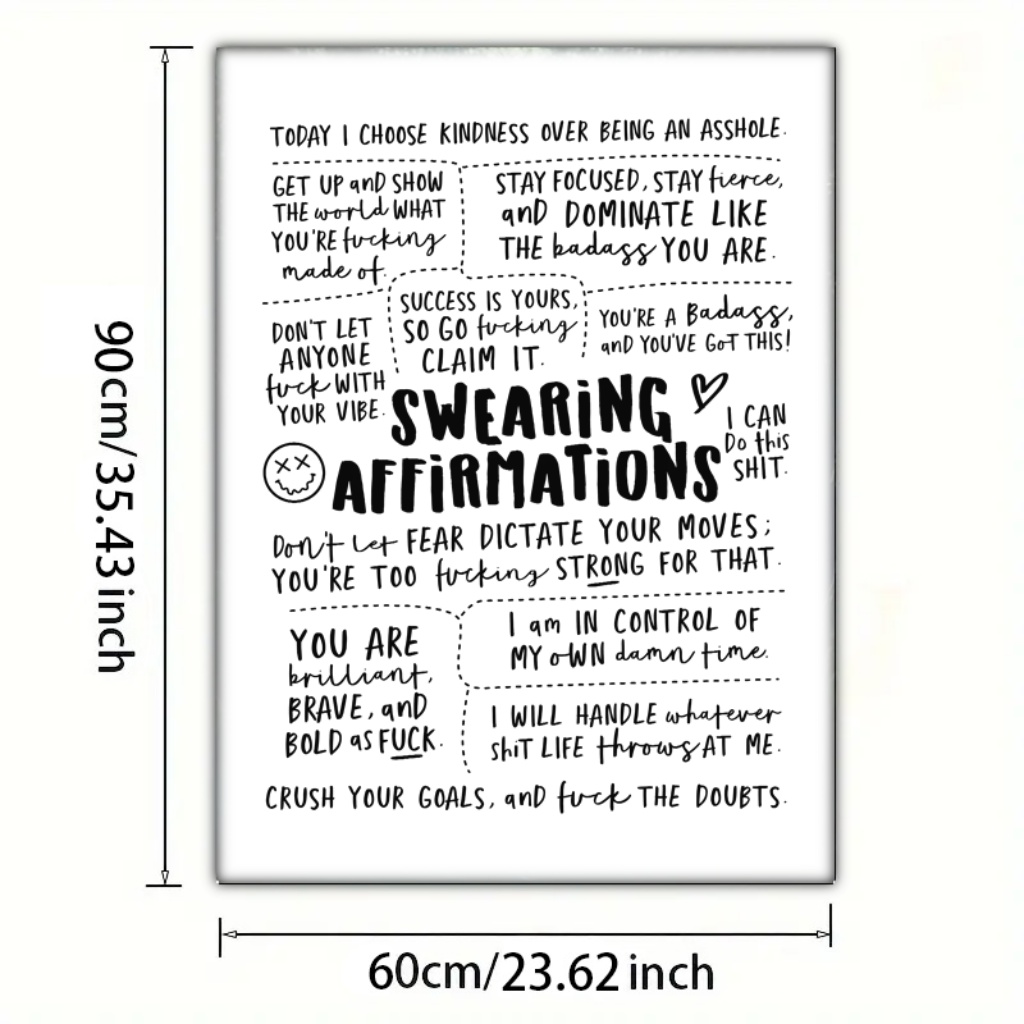 TODAY I CHOOSE KINDNESS OVER BEING AN ASSHOLE.
GET UP anD SHOW
THE world WHAT
YOU'RE fucking
made of.
STAY FOCUSED, STAY fierce,
anD DOMINATE LIKE
THE badass YOU ARE.
SUCCESS IS YOURS,
SO GO fucking
CLAIM IT.
YOU'RE A Badass,
anD YOU'VE GoT THIS!
DON'T LET
ANYONE
fuck WITH
YOUR VIBE.
SWEARiNG
AFFiRMATiONS
I CAN
Do this
SHIT.
Don't let FEAR DICTATE YOUR MOVES;
YOU'RE TOO fucking STRONG FOR THAT.
YOU ARE
brilliant,
BRAVE, anD
BOLD as FUCK.
I am IN CONTROL OF
MY oWN damn time.
I WILL HANDLE whatever
shiT LIFE throws AT ME.
CRUSH YOUR GOALS, anD fuck THE DOUBTS.
90cm/35.43inch
60cm/23.62inch